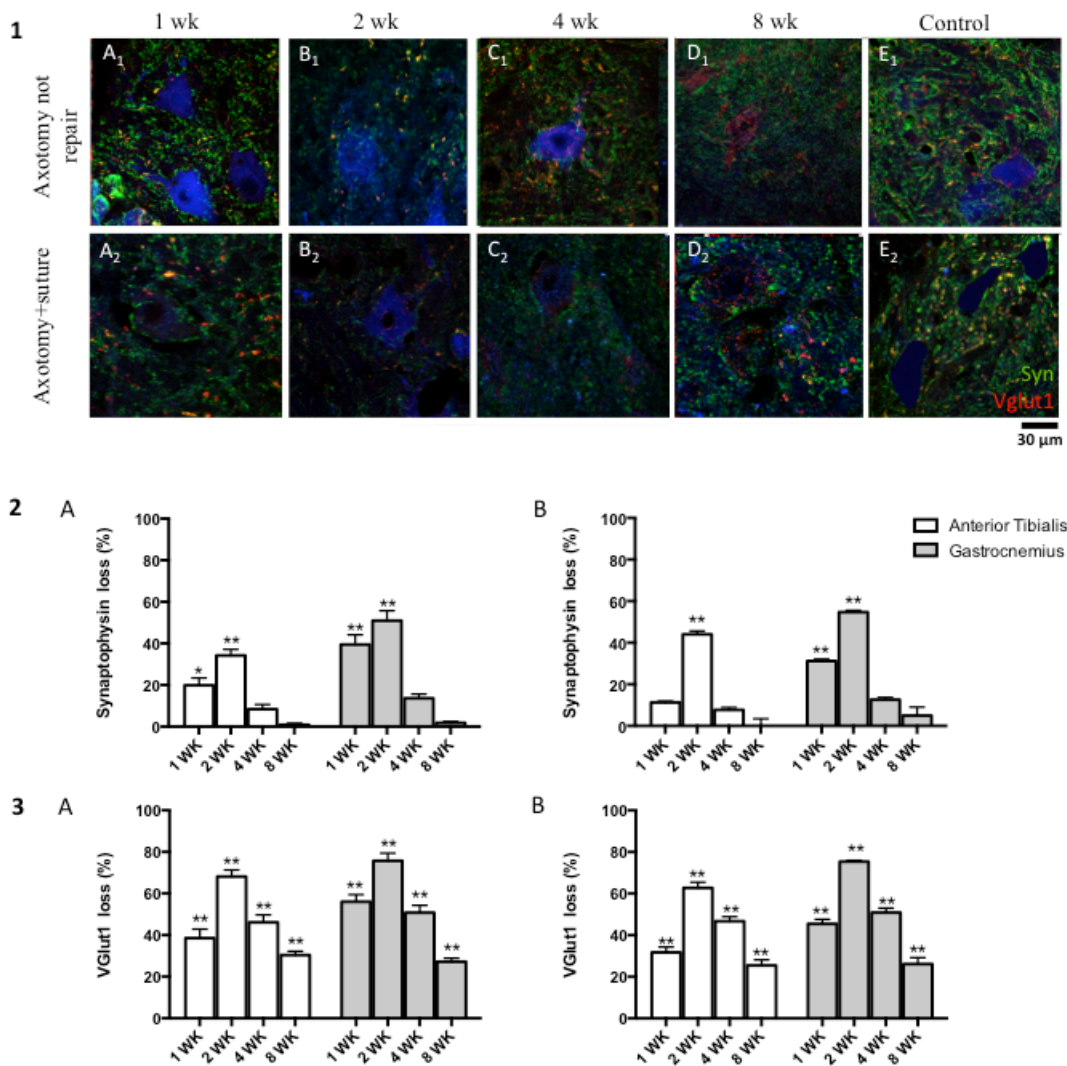 1
1 wk 2 wk 4 wk 8 wk Control
Axotomy not
repair
A1 B1 C1 D1 E1
Axotomy+suture
A2 B2 C2 D2 E2
Syn
Vglut1
30 µm
2 A
Synaptophysin loss (%)
100
80
60
40
20
0
* ** ** **
1 WK 2 WK 4 WK 8 WK 1 WK 2 WK 4 WK 8 WK
B
Synaptophysin loss (%)
100
80
60
40
20
0
** ** **
1 WK 2 WK 4 WK 8 WK 1 WK 2 WK 4 WK 8 WK
Anterior Tibialis
Gastrocnemius
3 A
VGlut1 loss (%)
100
80
60
40
20
0
** ** ** ** ** ** ** **
1 WK 2 WK 4 WK 8 WK 1 WK 2 WK 4 WK 8 WK
B
VGlut1 loss (%)
100
80
60
40
20
0
** ** ** ** ** ** ** **
1 WK 2 WK 4 WK 8 WK 1 WK 2 WK 4 WK 8 WK